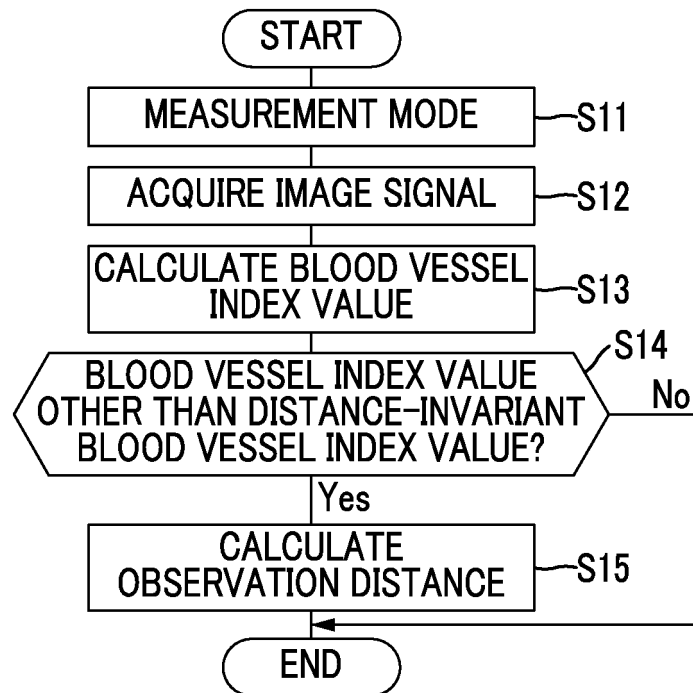 START
MEASUREMENT MODE
S11
ACQUIRE IMAGE SIGNAL
S12
CALCULATE BLOOD VESSEL
INDEX VALUE
S13
S14
BLOOD VESSEL INDEX VALUE
OTHER THAN DISTANCE-INVARIANT
BLOOD VESSEL INDEX VALUE?
No
Yes
CALCULATE
OBSERVATION DISTANCE
S15
END